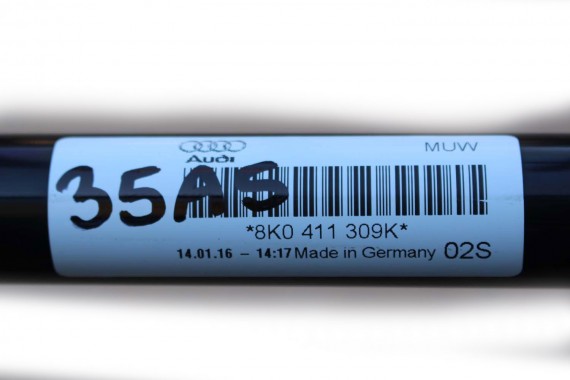 Audi MUW
35AS
*8K0 411 309K*
14.01.16 – 14:17 Made in Germany 02S